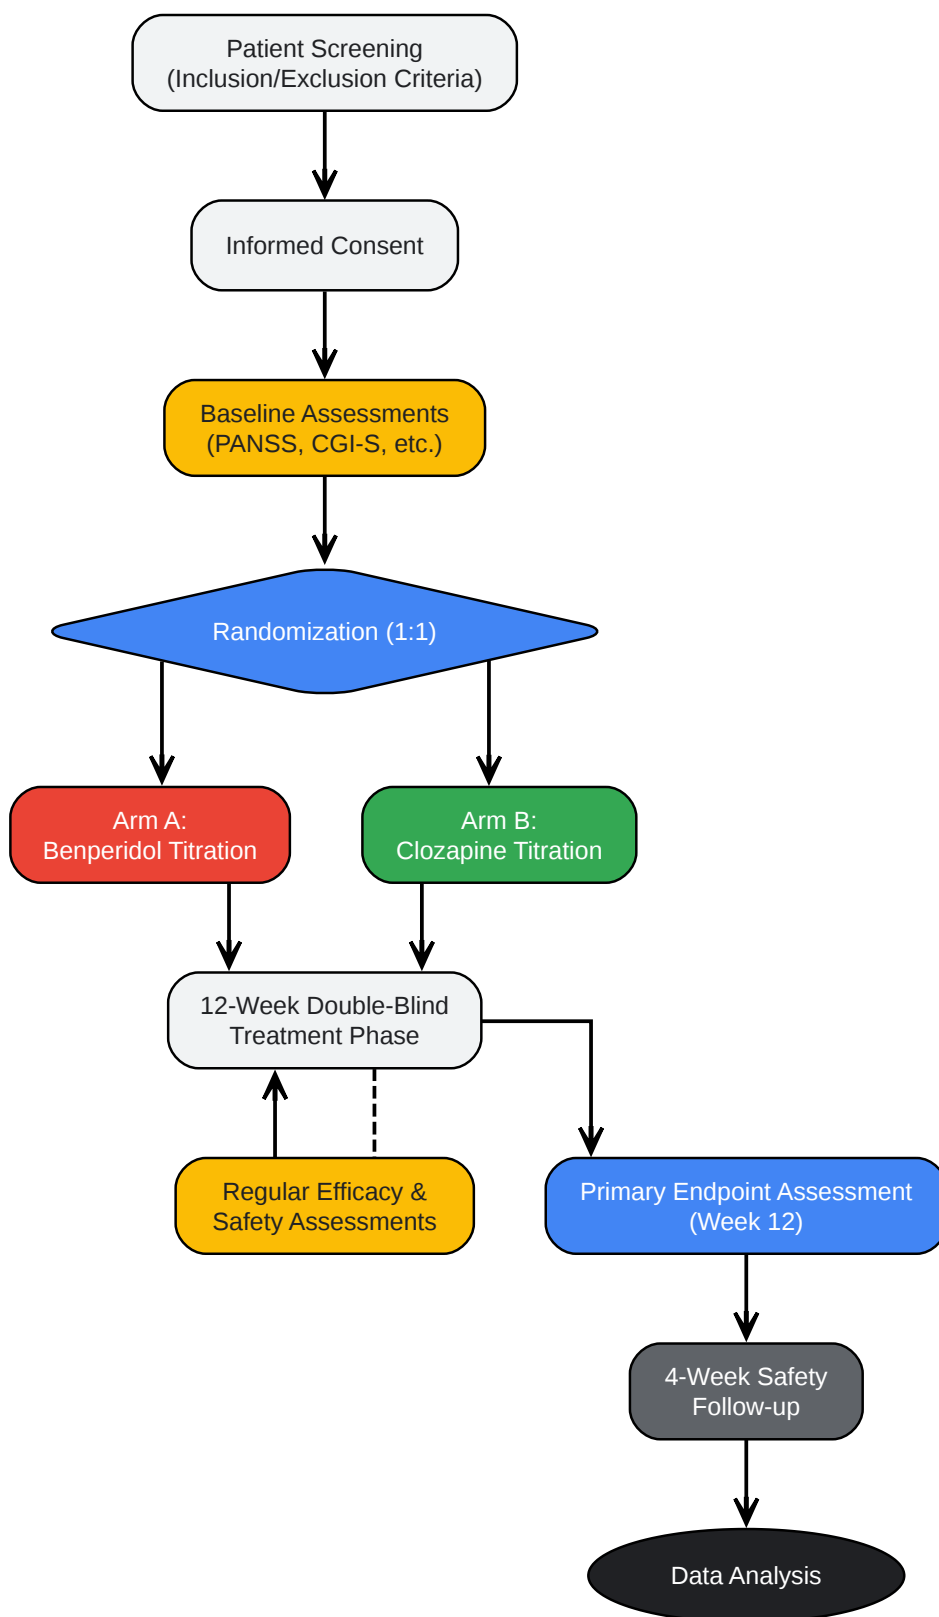 Patient Screening
(Inclusion/Exclusion Criteria)
Informed Consent
Baseline Assessments
(PANSS, CGI-S, etc.)
Randomization (1:1)
Arm A:
Benperidol Titration
Arm B:
Clozapine Titration
12-Week Double-Blind
Treatment Phase
Regular Efficacy &
Safety Assessments
Primary Endpoint Assessment
(Week 12)
4-Week Safety
Follow-up
Data Analysis